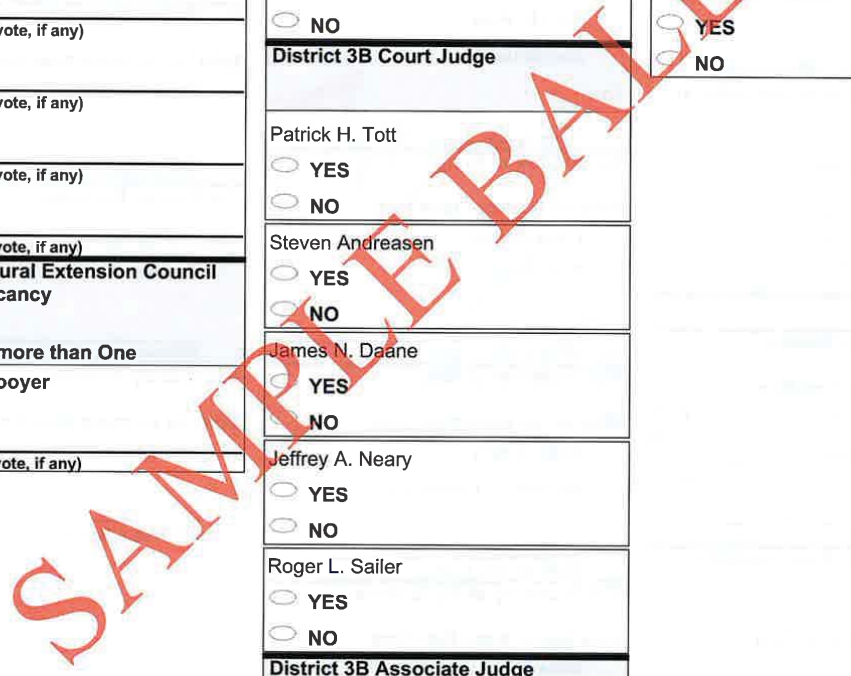 vote, if any)
vote, if any)
vote, if any)
vote, if any)
ural Extension Council
cancy
more than One
ooyer
vote, if any)
NO
District 3B Court Judge
Patrick H. Tott
YES
NO
Steven Andreasen
YES
NO
James N. Daane
YES
NO
Jeffrey A. Neary
YES
NO
Roger L. Sailer
YES
NO
District 3B Associate Judge
YES
NO
SAMPLE BALL